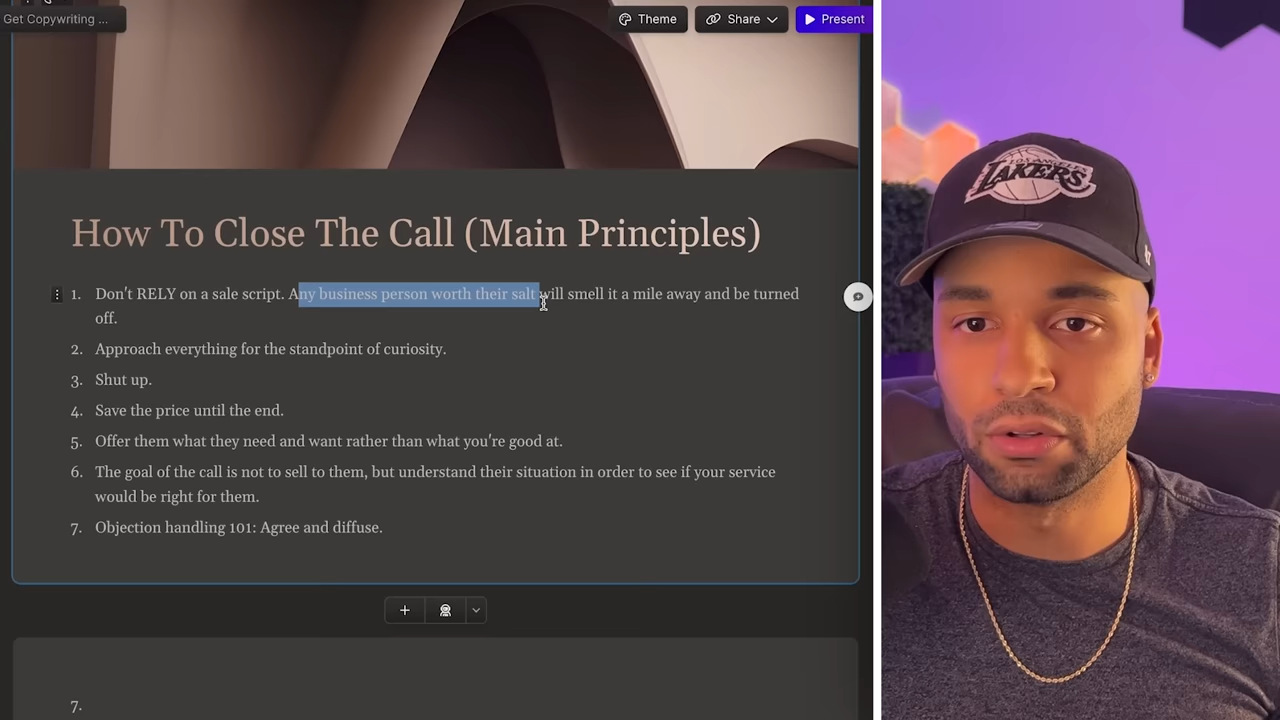 Get Copywriting ...
Theme
Share
Present
How To Close The Call (Main Principles)
1. Don't RELY on a sale script. Any business person worth their salt will smell it a mile away and be turned
off.
2. Approach everything for the standpoint of curiosity.
3. Shut up.
4. Save the price until the end.
5. Offer them what they need and want rather than what you're good at.
6. The goal of the call is not to sell to them, but understand their situation in order to see if your service
would be right for them.
7. Objection handling 101: Agree and diffuse.
7.
LOS ANGELES
LAKERS